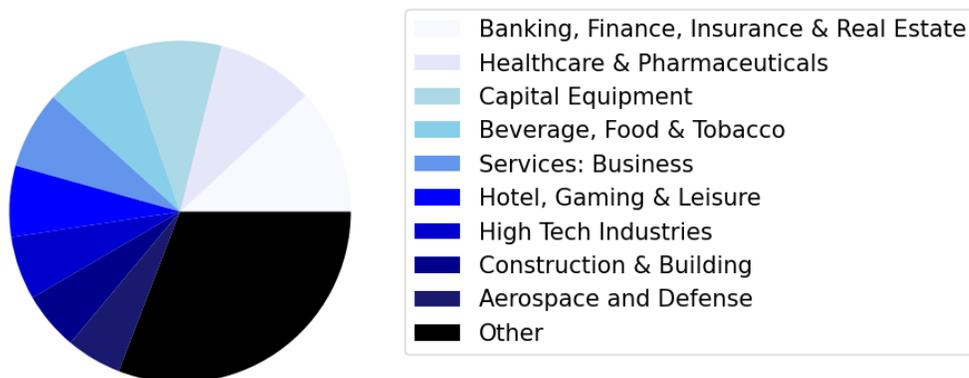 Banking, Finance, Insurance & Real Estate
Healthcare & Pharmaceuticals
Capital Equipment
Beverage, Food & Tobacco
Services: Business
Hotel, Gaming & Leisure
High Tech Industries
Construction & Building
Aerospace and Defense
Other